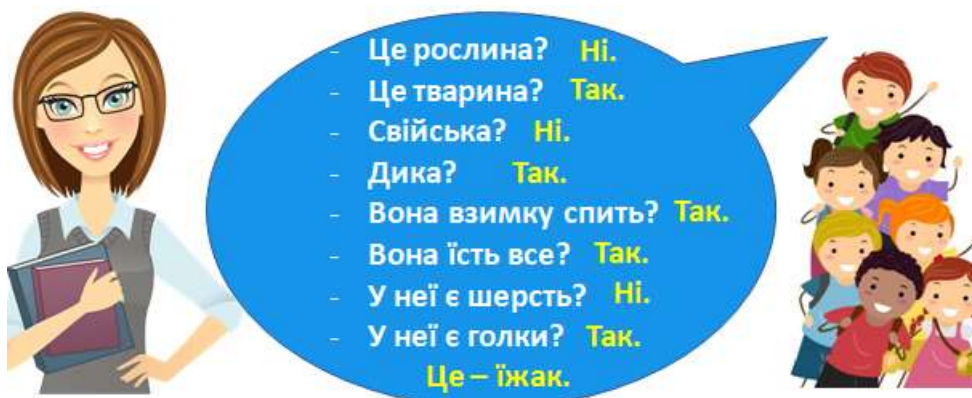 - Це рослина? Ні.
- Це тварина? Так.
- Свійська? Ні.
- Дика? Так.
- Вона взимку спить? Так.
- Вона їсть все? Так.
- У неї є шерсть? Ні.
- У неї є голки? Так.
Це – їжак.